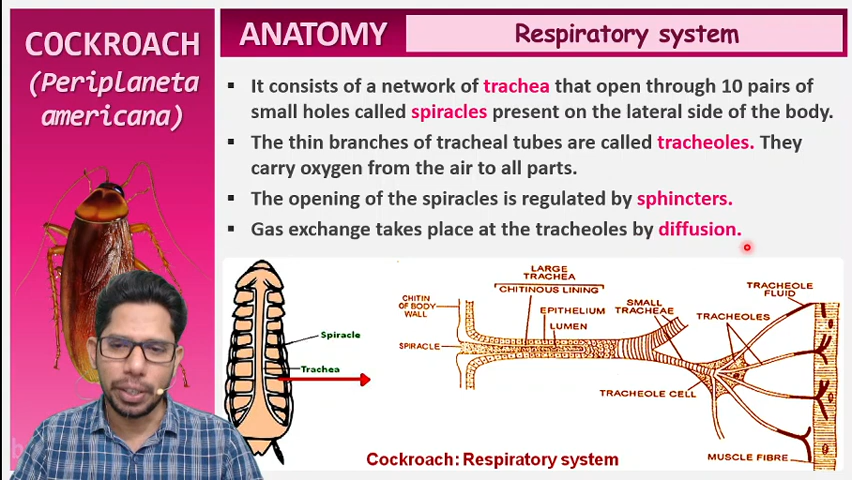 COCKROACH
(Periplaneta
americana)
ANATOMY
Respiratory system
▪ It consists of a network of trachea that open through 10 pairs of
small holes called spiracles present on the lateral side of the body.
▪ The thin branches of tracheal tubes are called tracheoles. They
carry oxygen from the air to all parts.
▪ The opening of the spiracles is regulated by sphincters.
▪ Gas exchange takes place at the tracheoles by diffusion.
Spiracle
Trachea
LARGE
TRACHEA
CHITINOUS LINING
CHITIN
OF BODY
WALL
EPITHELIUM
LUMEN
SMALL
TRACHEAE
TRACHEOLE
FLUID
TRACHEOLES
SPIRACLE
TRACHEOLE CELL
MUSCLE FIBRE
Cockroach: Respiratory system